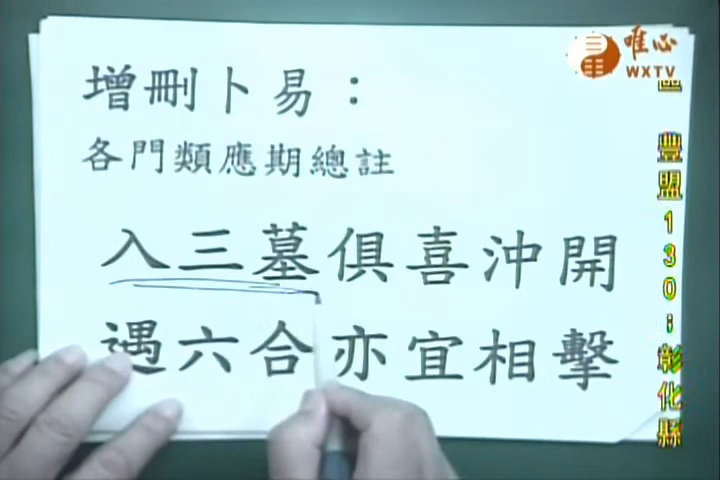 增刪卜易：
各門類應期總註
入三墓俱喜沖開
遇六合亦宜相擊
唯心
WXTV
豐盟130；彰化縣